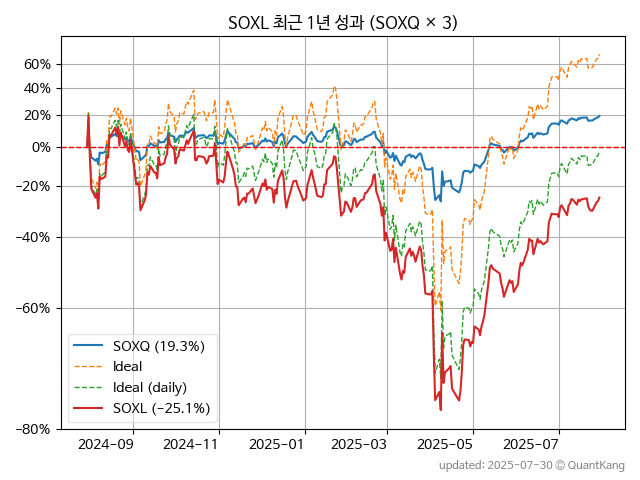 SOXL 최근 1년 성과 (SOXQ × 3)
60%
40%
20%
0%
−20%
−40%
−60%
−80%
SOXQ (19.3%)
Ideal
Ideal (daily)
SOXL (−25.1%)
2024-09
2024-11
2025-01
2025-03
2025-05
2025-07
updated: 2025-07-30 © QuantKang